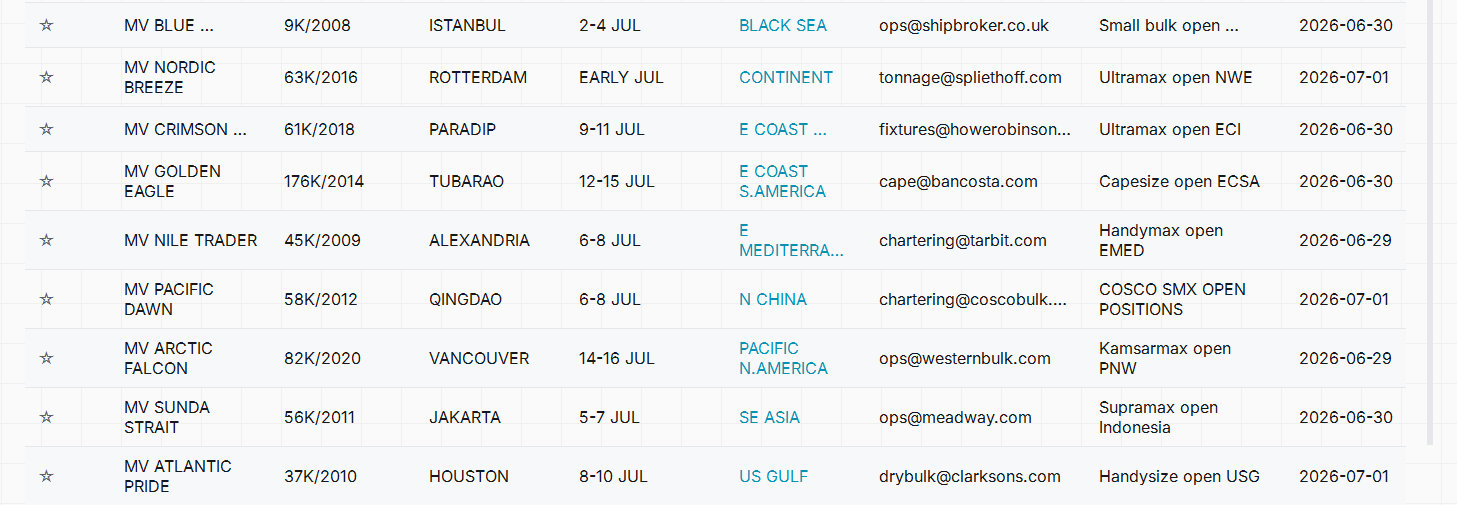 ☆ MV BLUE ... 9K/2008 ISTANBUL 2-4 JUL BLACK SEA ops@shipbroker.co.uk Small bulk open ... 2026-06-30
☆ MV NORDIC BREEZE 63K/2016 ROTTERDAM EARLY JUL CONTINENT tonnage@spliethoff.com Ultramax open NWE 2026-07-01
☆ MV CRIMSON ... 61K/2018 PARADIP 9-11 JUL E COAST ... fixtures@howerobinson... Ultramax open ECI 2026-06-30
☆ MV GOLDEN EAGLE 176K/2014 TUBARAO 12-15 JUL E COAST S.AMERICA cape@bancosta.com Capesize open ECSA 2026-06-30
☆ MV NILE TRADER 45K/2009 ALEXANDRIA 6-8 JUL E MEDITERRA... chartering@tarbit.com Handymax open EMED 2026-06-29
☆ MV PACIFIC DAWN 58K/2012 QINGDAO 6-8 JUL N CHINA chartering@coscobulk.... COSCO SMX OPEN POSITIONS 2026-07-01
☆ MV ARCTIC FALCON 82K/2020 VANCOUVER 14-16 JUL PACIFIC N.AMERICA ops@westernbulk.com Kamsarmax open PNW 2026-06-29
☆ MV SUNDA STRAIT 56K/2011 JAKARTA 5-7 JUL SE ASIA ops@meadway.com Supramax open Indonesia 2026-06-30
☆ MV ATLANTIC PRIDE 37K/2010 HOUSTON 8-10 JUL US GULF drybulk@clarksons.com Handysize open USG 2026-07-01